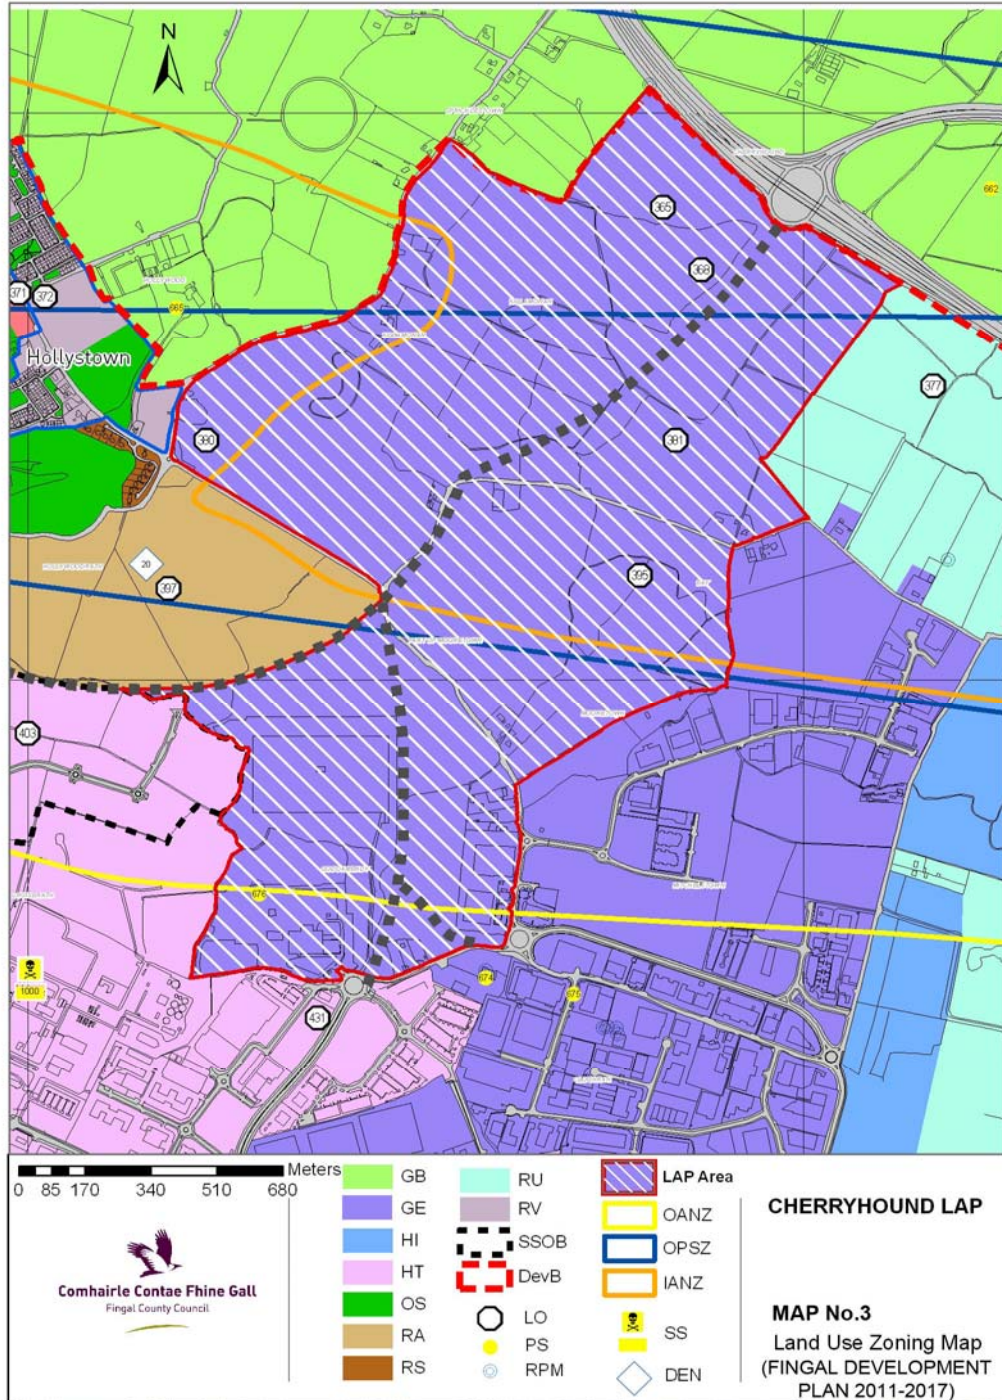 N
662
365
368
371
372
665
Hollystown
377
380
381
20
397
395
403
676
1000
674
675
431
Meters
0 85 170 340 510 680
Comhairle Contae Fhine Gall
Fingal County Council
GB
GE
HI
HT
OS
RA
RS
RU
RV
SSOB
DevB
LO
PS
RPM
LAP Area
OANZ
OPSZ
IANZ
SS
DEN
CHERRYHOUND LAP
MAP No.3
Land Use Zoning Map
(FINGAL DEVELOPMENT
PLAN 2011-2017)